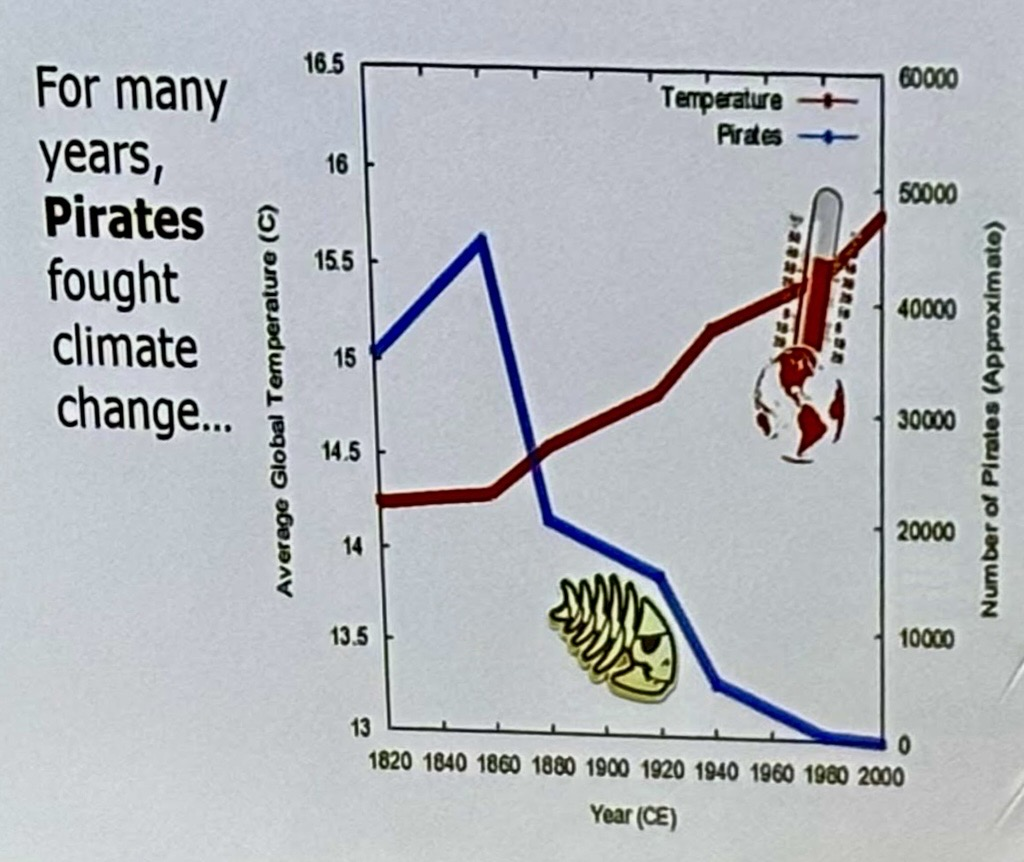 For many
years,
Pirates
fought
climate
change...
Average Global Temperature (C)
16.5
16
15.5
15
14.5
14
13.5
13
Temperature
Pirates
60000
50000
40000
30000
20000
10000
0
Number of Pirates (Approximate)
1820 1840 1860 1880 1900 1920 1940 1960 1980 2000
Year (CE)